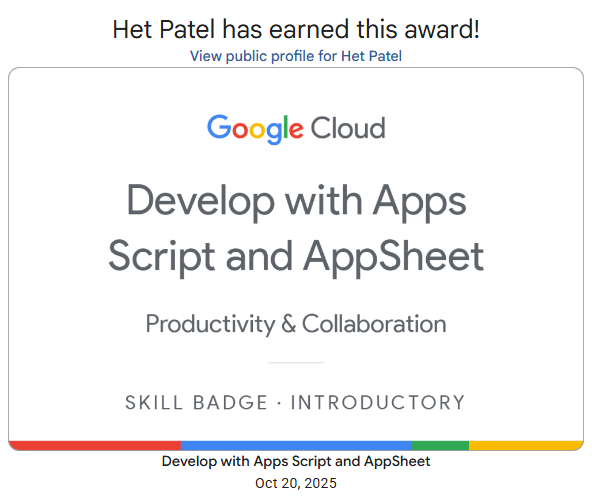 Het Patel has earned this award!
View public profile for Het Patel
Google Cloud
Develop with Apps
Script and AppSheet
Productivity & Collaboration
SKILL BADGE · INTRODUCTORY
Develop with Apps Script and AppSheet
Oct 20, 2025